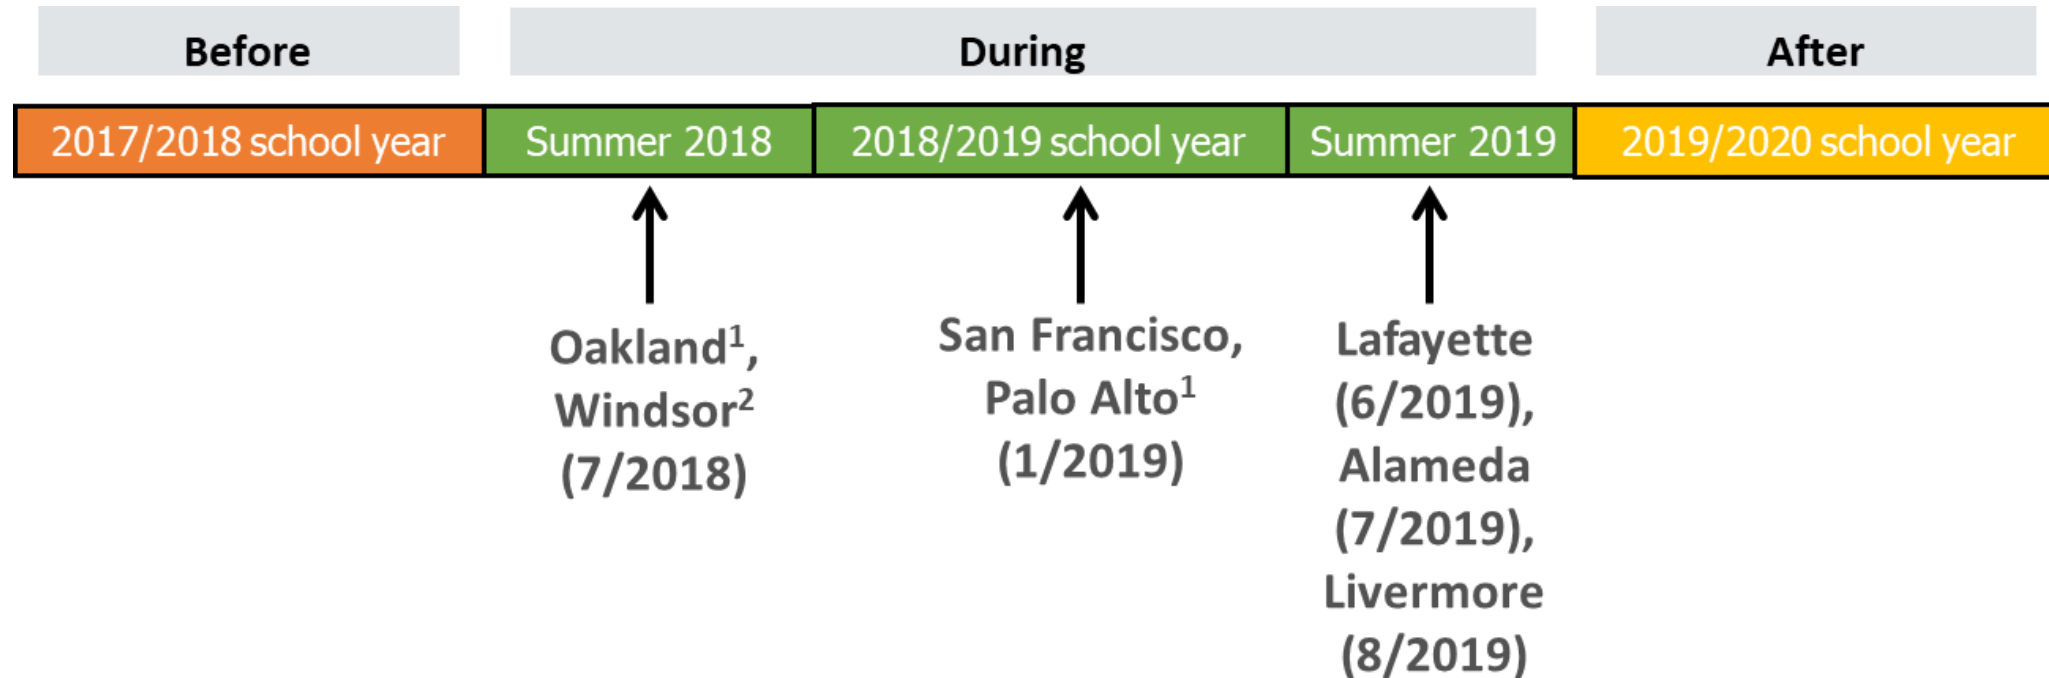 Before
During
After
2017/2018 school year
Summer 2018
2018/2019 school year
Summer 2019
2019/2020 school year
Oakland¹,
Windsor²
(7/2018)
San Francisco,
Palo Alto¹
(1/2019)
Lafayette
(6/2019),
Alameda
(7/2019),
Livermore
(8/2019)